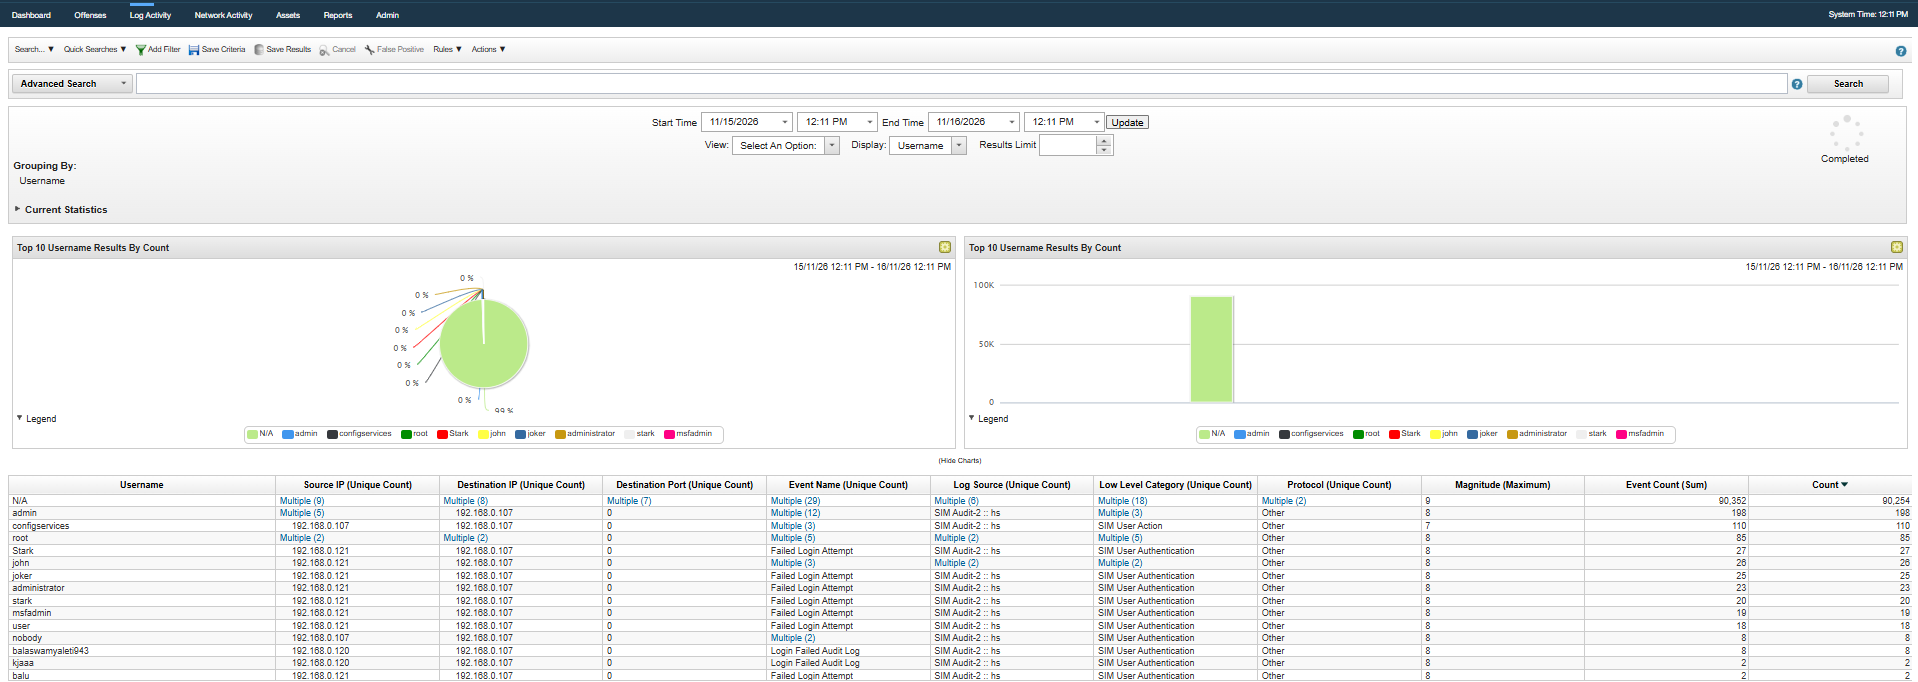 Dashboard Offenses Log Activity Network Activity Assets Reports Admin System Time: 12:11 PM
Search... Quick Searches Add Filter Save Criteria Save Results Cancel False Positive Rules Actions
Advanced Search Search
Start Time 11/15/2026 12:11 PM End Time 11/16/2026 12:11 PM Update
View: Select An Option: Display: Username Results Limit
Completed
Grouping By:
Username
Current Statistics
Top 10 Username Results By Count
15/11/26 12:11 PM - 16/11/26 12:11 PM
0 %
0 %
0 %
0 %
0 %
0 %
0 %
0 %
99 %
Legend
N/A admin configservices root Stark john joker administrator stark msfadmin
Top 10 Username Results By Count
15/11/26 12:11 PM - 16/11/26 12:11 PM
100K
50K
0
Legend
N/A admin configservices root Stark john joker administrator stark msfadmin
(Hide Charts)
Username Source IP (Unique Count) Destination IP (Unique Count) Destination Port (Unique Count) Event Name (Unique Count) Log Source (Unique Count) Low Level Category (Unique Count) Protocol (Unique Count) Magnitude (Maximum) Event Count (Sum) Count
N/A Multiple (9) Multiple (8) Multiple (7) Multiple (29) Multiple (6) Multiple (18) Multiple (2) 9 90,352 90,254
admin Multiple (5) 192.168.0.107 0 Multiple (12) SIM Audit-2 :: hs Multiple (3) Other 8 198 198
configservices 192.168.0.107 192.168.0.107 0 Multiple (3) SIM Audit-2 :: hs SIM User Action Other 7 110 110
root Multiple (2) Multiple (2) 0 Multiple (5) Multiple (2) Multiple (5) Other 8 85 85
Stark 192.168.0.121 192.168.0.107 0 Failed Login Attempt SIM Audit-2 :: hs SIM User Authentication Other 8 27 27
john 192.168.0.121 192.168.0.107 0 Multiple (3) Multiple (2) Multiple (2) Other 8 26 26
joker 192.168.0.121 192.168.0.107 0 Failed Login Attempt SIM Audit-2 :: hs SIM User Authentication Other 8 25 25
administrator 192.168.0.121 192.168.0.107 0 Failed Login Attempt SIM Audit-2 :: hs SIM User Authentication Other 8 23 23
stark 192.168.0.121 192.168.0.107 0 Failed Login Attempt SIM Audit-2 :: hs SIM User Authentication Other 8 20 20
msfadmin 192.168.0.121 192.168.0.107 0 Failed Login Attempt SIM Audit-2 :: hs SIM User Authentication Other 8 19 19
user 192.168.0.121 192.168.0.107 0 Failed Login Attempt SIM Audit-2 :: hs SIM User Authentication Other 8 18 18
nobody 192.168.0.107 192.168.0.107 0 Multiple (2) SIM Audit-2 :: hs SIM User Authentication Other 8 8 8
balaswamyaleti943 192.168.0.120 192.168.0.107 0 Login Failed Audit Log SIM Audit-2 :: hs SIM User Authentication Other 8 8 8
kjaaa 192.168.0.120 192.168.0.107 0 Login Failed Audit Log SIM Audit-2 :: hs SIM User Authentication Other 8 2 2
balu 192.168.0.121 192.168.0.107 0 Failed Login Attempt SIM Audit-2 :: hs SIM User Authentication Other 8 2 2